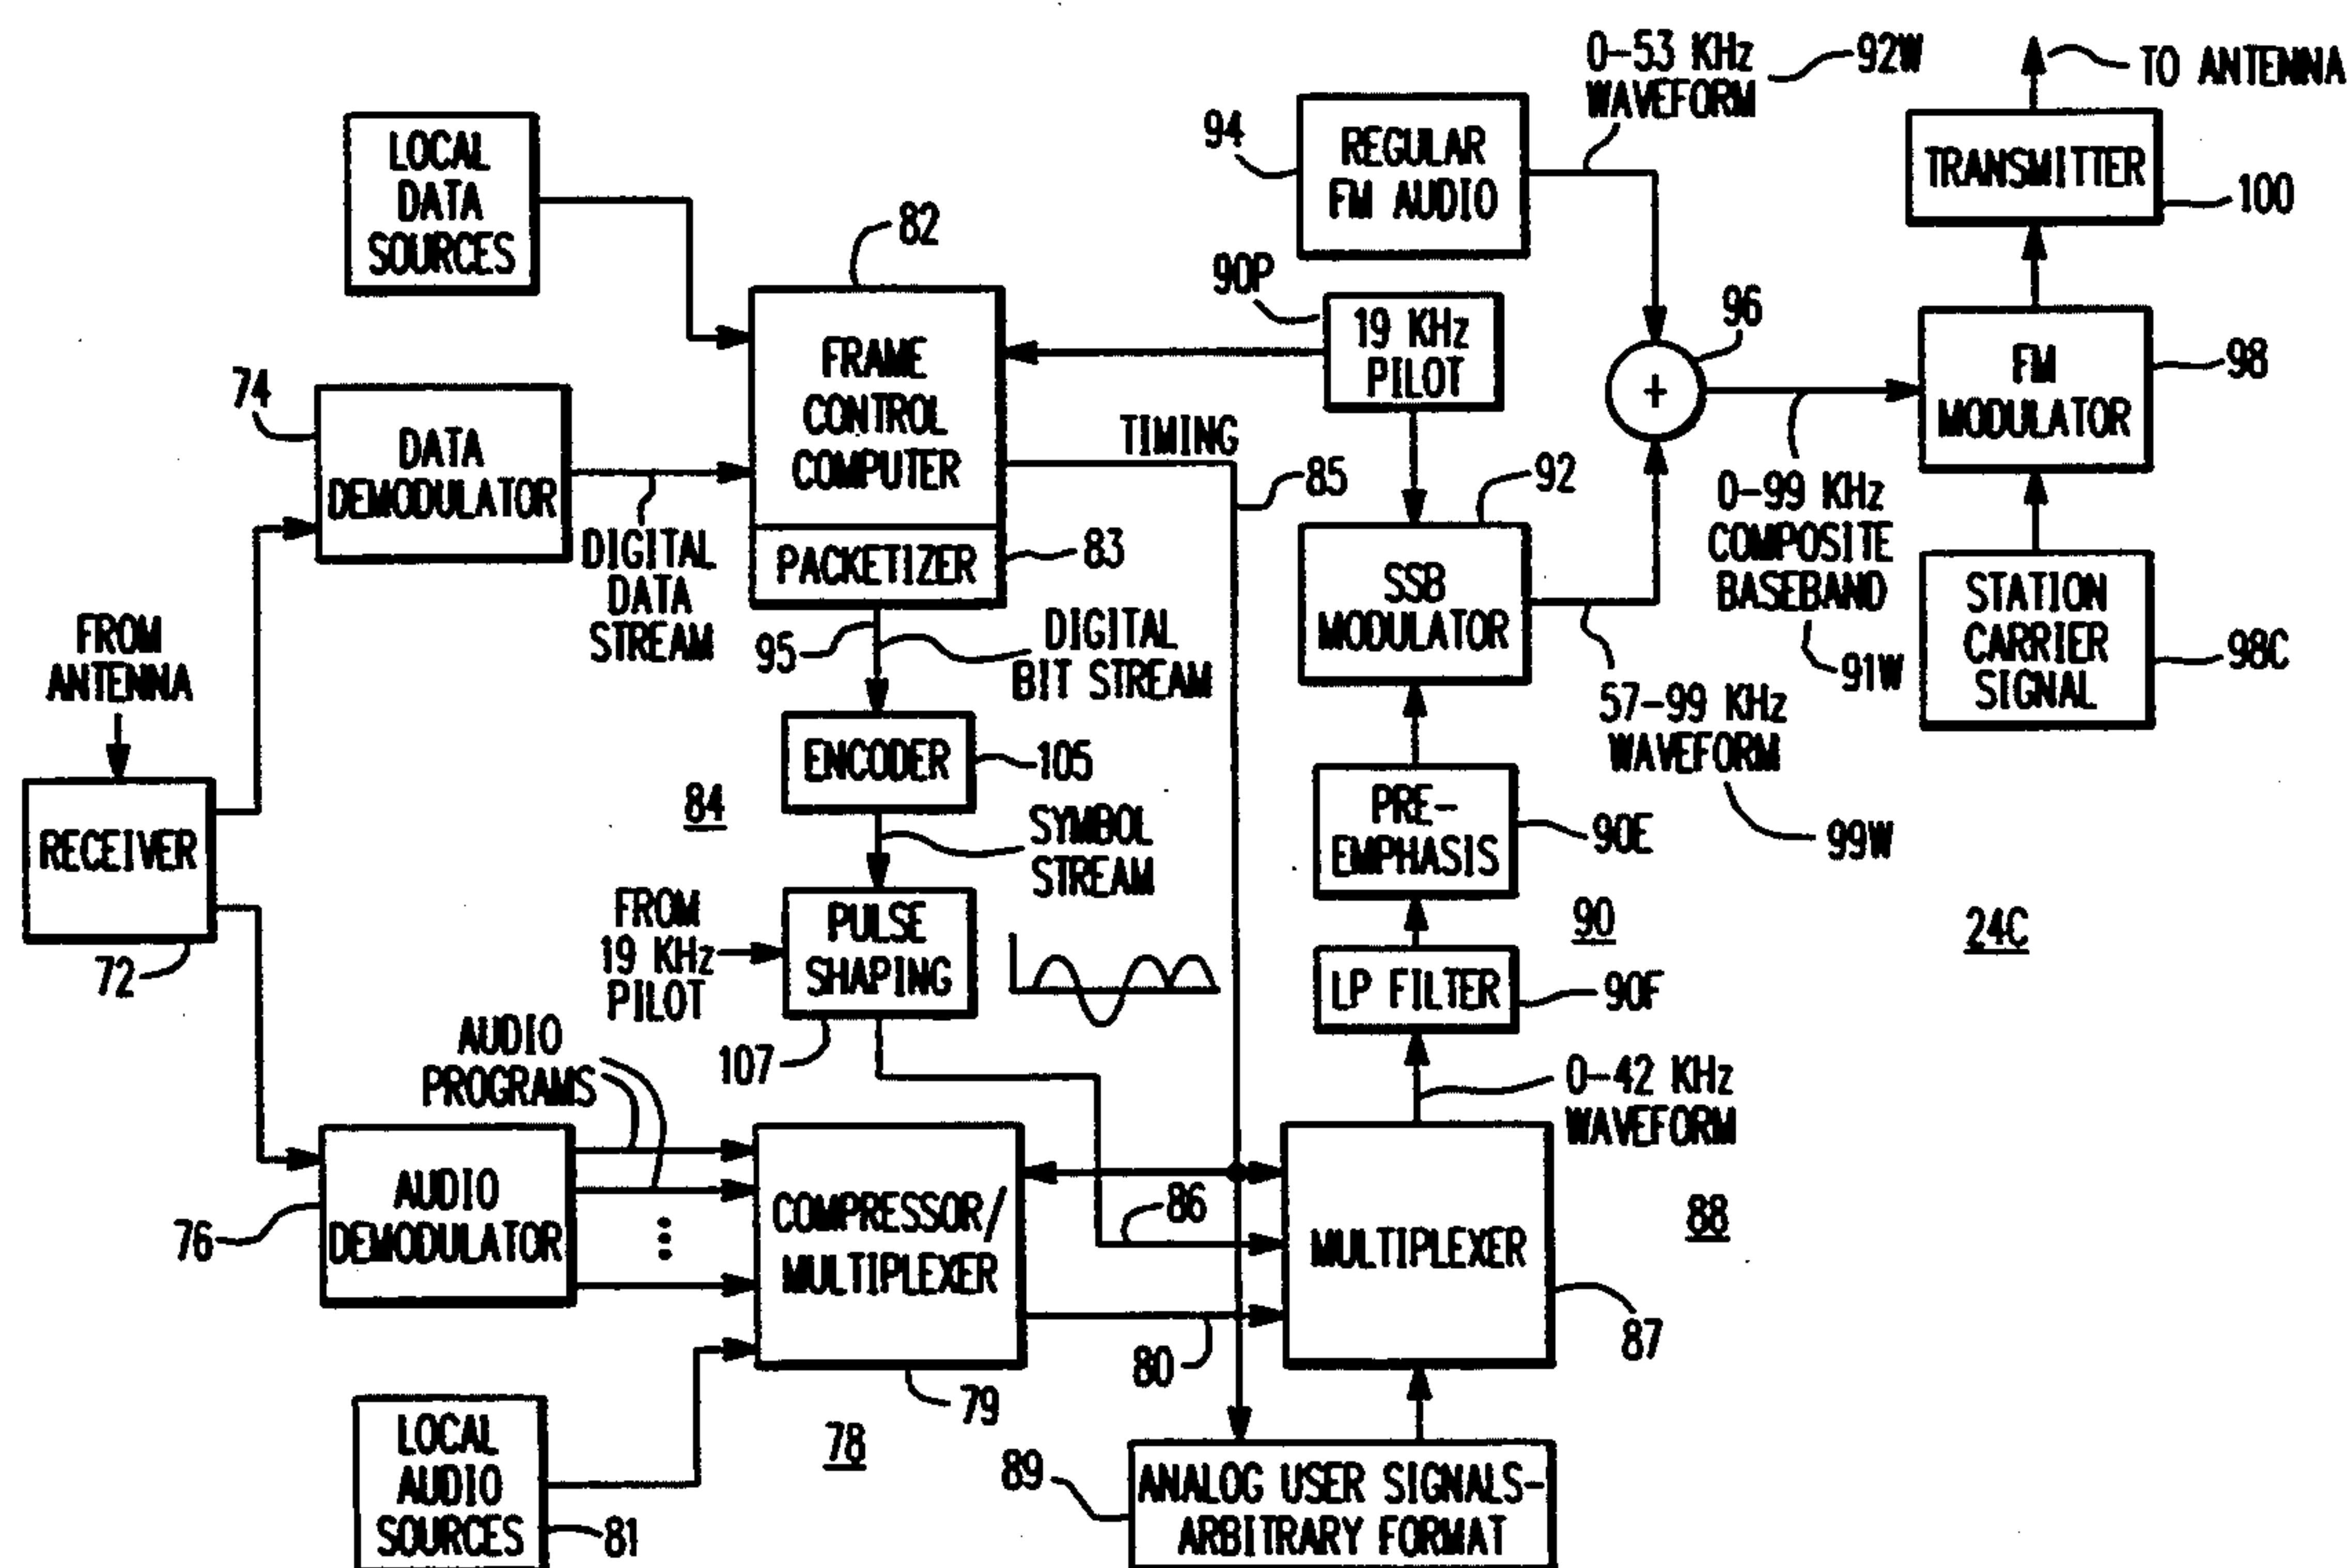 0-53 KHz
WAVEFORM
92W
TO ANTENNA
LOCAL
DATA
SOURCES
94
REGULAR
FM AUDIO
TRANSMITTER
100
82
90P
19 KHz
PILOT
96
FRAME
CONTROL
COMPUTER
FM
MODULATOR
98
74
DATA
DEMODULATOR
TIMING
85
92
0-99 KHz
COMPOSITE
BASEBAND
91W
DIGITAL
DATA
STREAM
PACKETIZER
83
SSB
MODULATOR
STATION
CARRIER
SIGNAL
98C
FROM
ANTENNA
95
DIGITAL
BIT STREAM
57-99 KHz
WAVEFORM
99W
ENCODER
105
84
SYMBOL
STREAM
PRE-
EMPHASIS
90E
RECEIVER
72
FROM
19 KHz
PILOT
PULSE
SHAPING
107
90
24C
LP FILTER
90F
AUDIO
PROGRAMS
0-42 KHz
WAVEFORM
AUDIO
DEMODULATOR
76
COMPRESSOR/
MULTIPLEXER
86
MULTIPLEXER
88
80
87
79
78
LOCAL
AUDIO
SOURCES
81
89
ANALOG USER SIGNALS-
ARBITRARY FORMAT
+